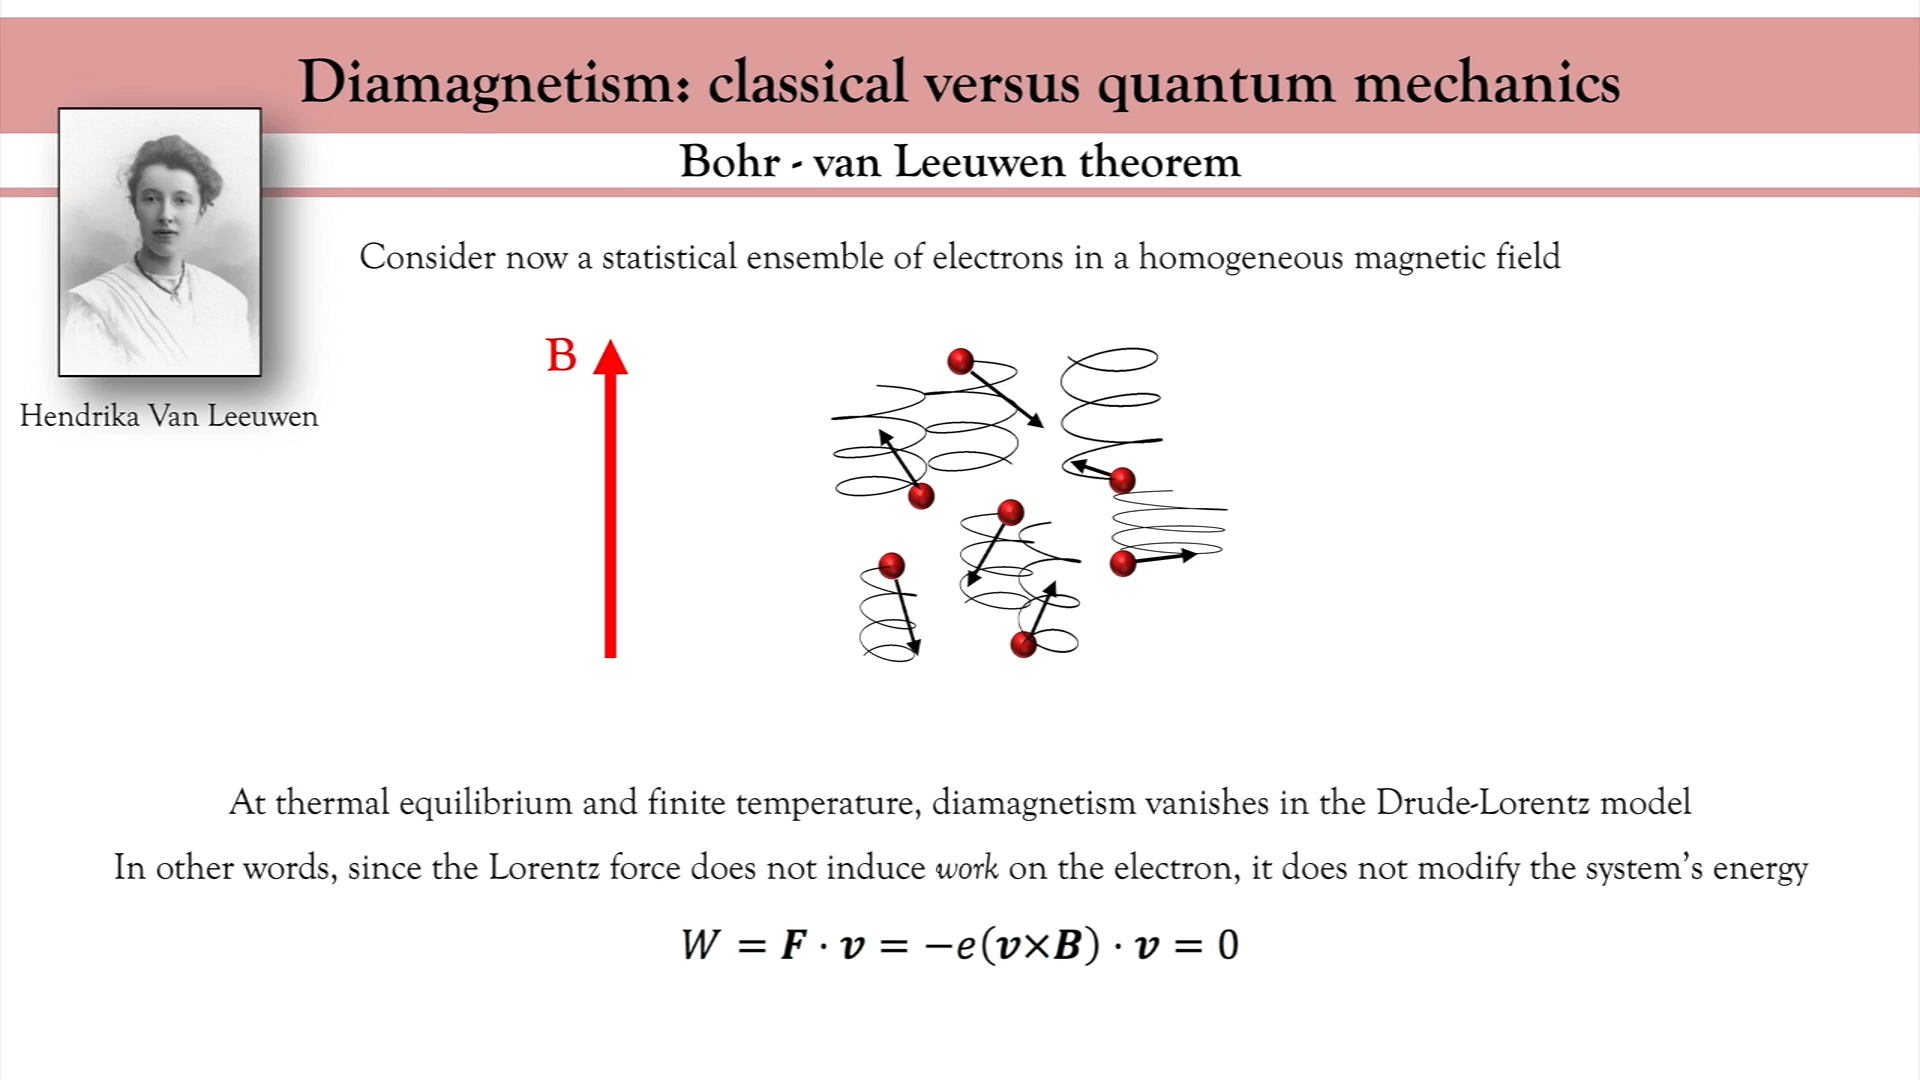 Diamagnetism: classical versus quantum mechanics
Bohr - van Leeuwen theorem
Consider now a statistical ensemble of electrons in a homogeneous magnetic field
B
Hendrika Van Leeuwen
At thermal equilibrium and finite temperature, diamagnetism vanishes in the Drude-Lorentz model
In other words, since the Lorentz force does not induce work on the electron, it does not modify the system's energy
W = F · v = −e(v×B) · v = 0